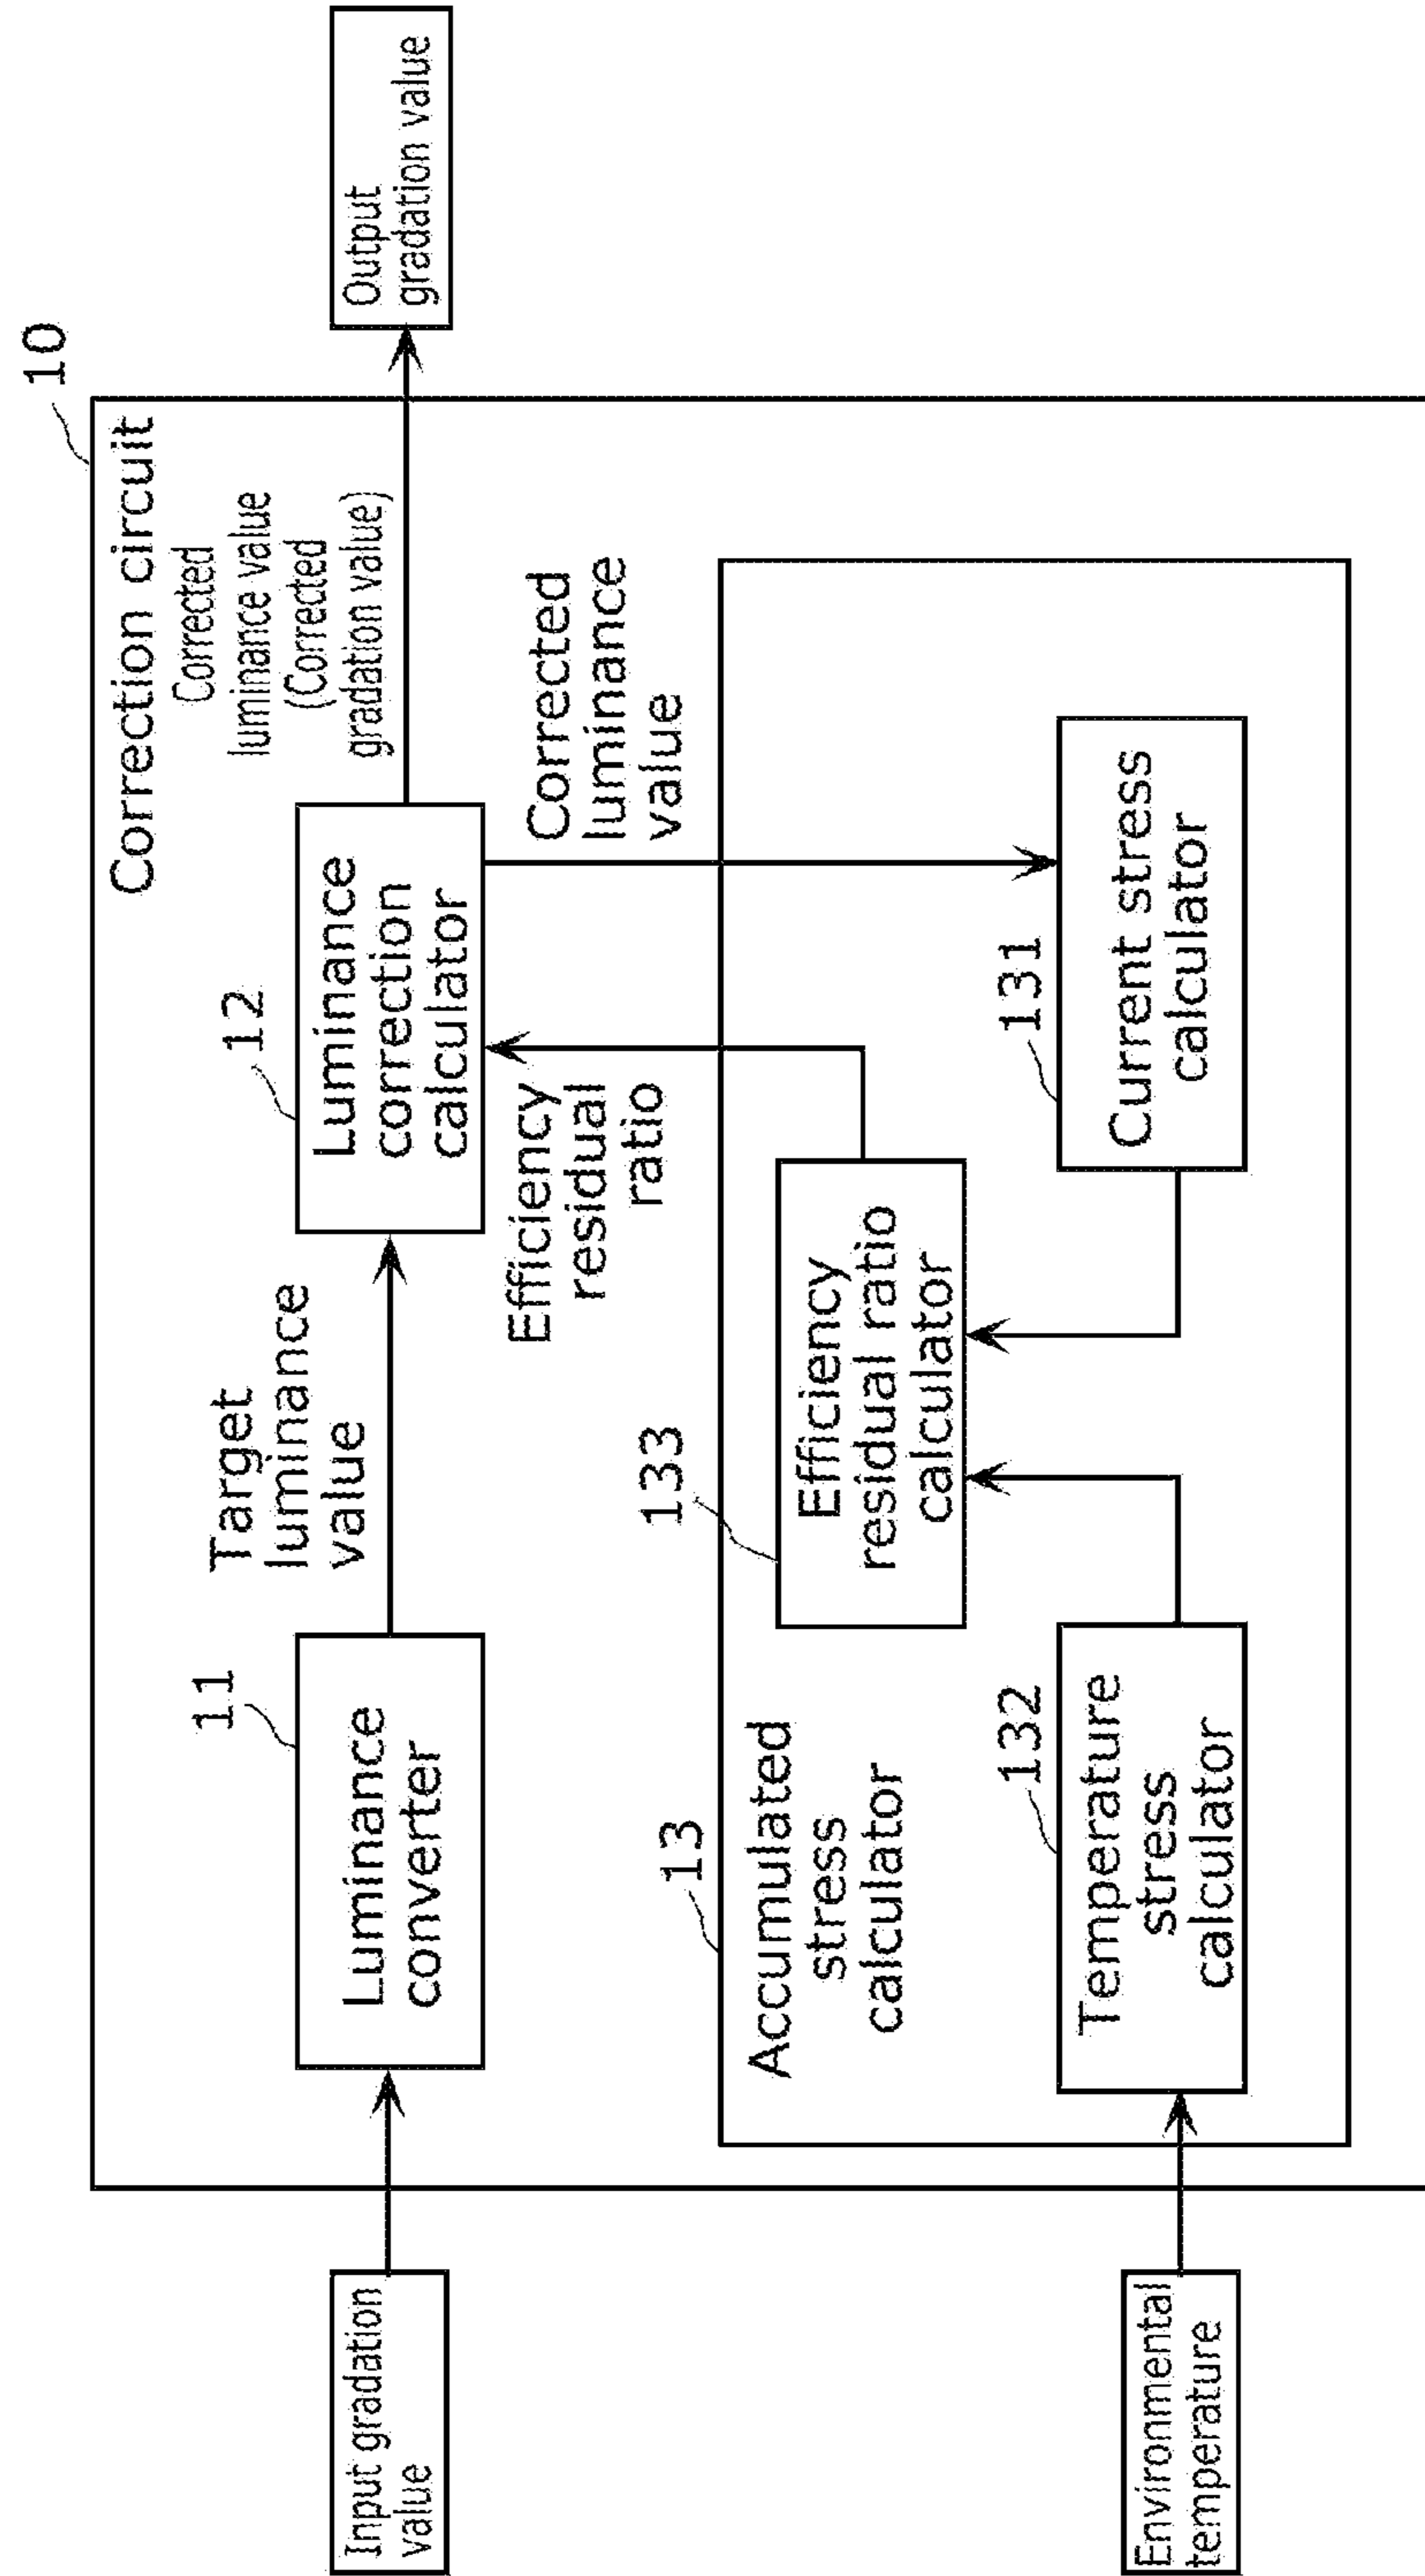 10
Correction circuit
Input gradation
value
11
Luminance
converter
Target
luminance
value
12
Luminance
correction
calculator
Corrected
luminance value
(Corrected
gradation value)
Output
gradation value
Efficiency
residual
ratio
Corrected
luminance
value
13
Accumulated
stress
calculator
133
Efficiency
residual ratio
calculator
Environmental
temperature
132
Temperature
stress
calculator
131
Current stress
calculator